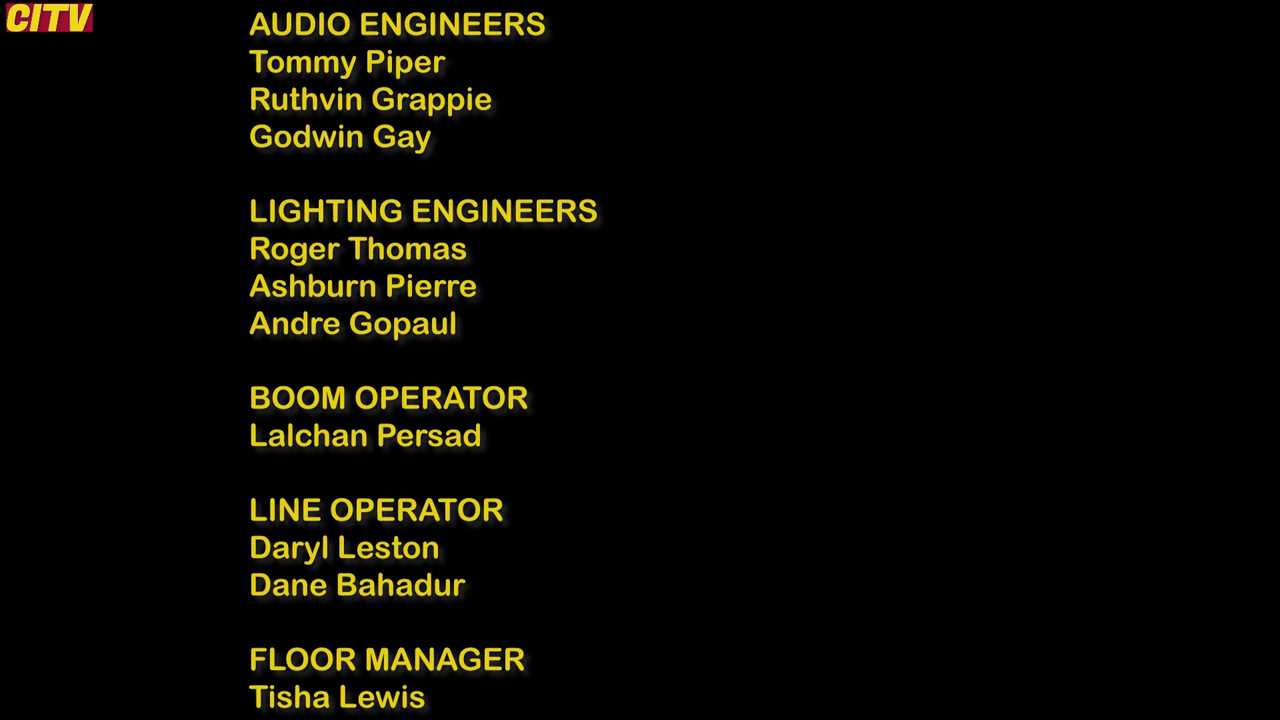 CITV
AUDIO ENGINEERS
Tommy Piper
Ruthvin Grappie
Godwin Gay
LIGHTING ENGINEERS
Roger Thomas
Ashburn Pierre
Andre Gopaul
BOOM OPERATOR
Lalchan Persad
LINE OPERATOR
Daryl Leston
Dane Bahadur
FLOOR MANAGER
Tisha Lewis